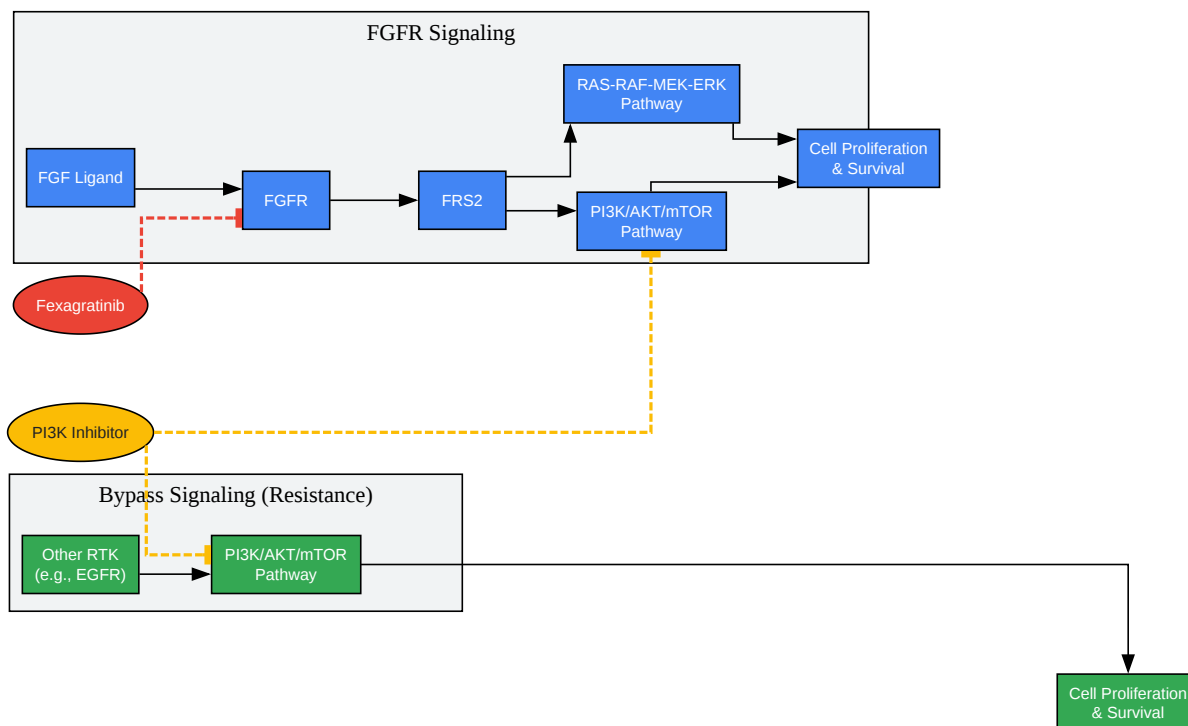 FGFR Signaling
RAS-RAF-MEK-ERK
Pathway
Cell Proliferation
& Survival
FGF Ligand
FGFR
FRS2
PI3K/AKT/mTOR
Pathway
Fexagratinib
PI3K Inhibitor
Bypass Signaling (Resistance)
Other RTK
(e.g., EGFR)
PI3K/AKT/mTOR
Pathway
Cell Proliferation
& Survival